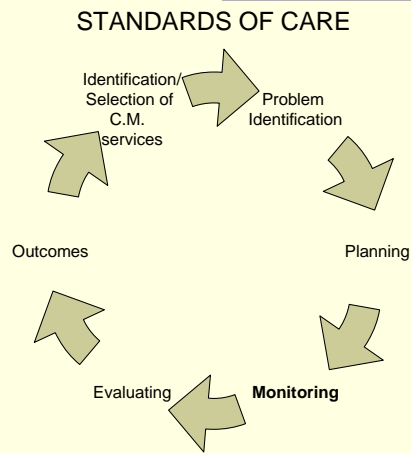 STANDARDS OF CARE
Identification/
Selection of
C.M.
services
Problem
Identification
Planning
Monitoring
Evaluating
Outcomes